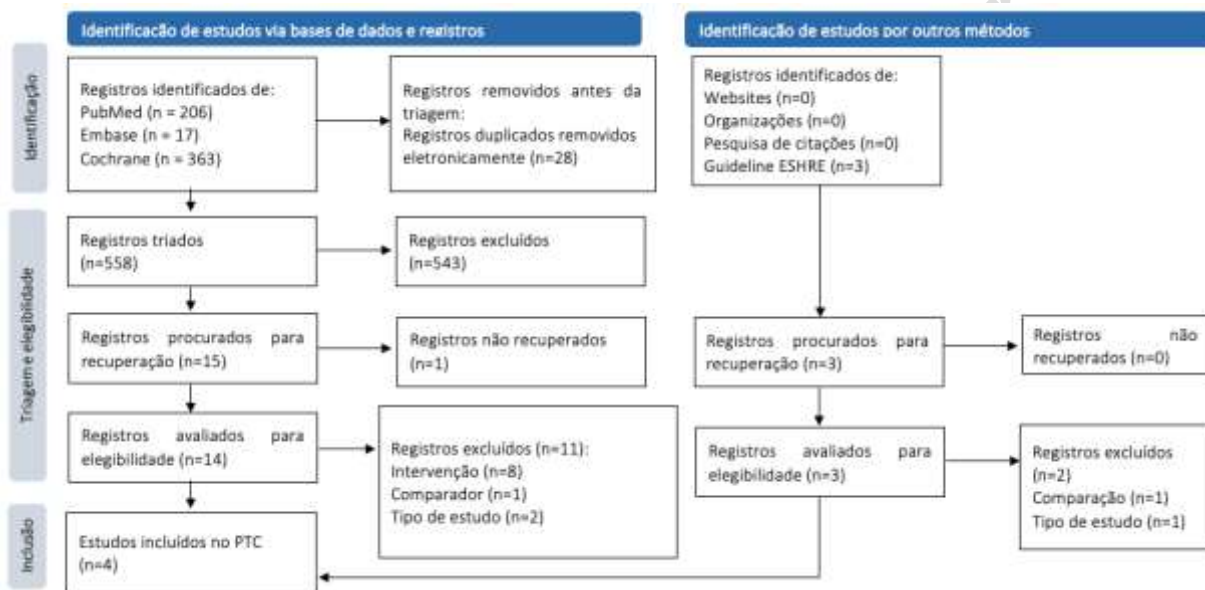 Identificação de estudos via bases de dados e registros
Identificação de estudos por outros métodos
Identificação
Registros identificados de:
PubMed (n = 206)
Embase (n = 17)
Cochrane (n = 363)
Registros removidos antes da
triagem:
Registros duplicados removidos
eletronicamente (n=28)
Registros identificados de:
Websites (n=0)
Organizações (n=0)
Pesquisa de citações (n=0)
Guideline ESHRE (n=3)
Triagem e elegibilidade
Registros triados
(n=558)
Registros excluídos
(n=543)
Registros procurados para
recuperação (n=15)
Registros não recuperados
(n=1)
Registros procurados para
recuperação (n=3)
Registros não
recuperados (n=0)
Registros avaliados para
elegibilidade (n=14)
Registros excluídos (n=11):
Intervenção (n=8)
Comparador (n=1)
Tipo de estudo (n=2)
Registros avaliados para
elegibilidade (n=3)
Registros excluídos
(n=2)
Comparação (n=1)
Tipo de estudo (n=1)
Inclusão
Estudos incluídos no PTC
(n=4)